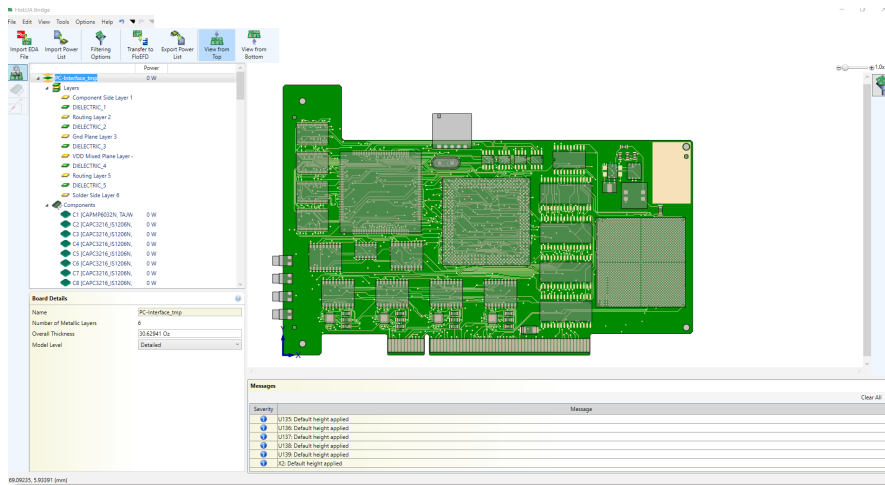 FloEDA Bridge
File Edit View Tools Options Help
Import EDA File
Import Power List
Filtering Options
Transfer to FloEFD
Export Power List
View from Top
View from Bottom
1.0x
Power
PC-Interface_tmp 0 W
Layers
Component Side Layer 1
DIELECTRIC_1
Routing Layer 2
DIELECTRIC_2
Gnd Plane Layer 3
DIELECTRIC_3
VDD Mixed Plane Layer -
DIELECTRIC_4
Routing Layer 5
DIELECTRIC_5
Solder Side Layer 6
Components
C1 [CAPMP6032N, TAJW 0 W
C2 [CAPC3216_IS1206N, 0 W
C3 [CAPC3216_IS1206N, 0 W
C4 [CAPC3216_IS1206N, 0 W
C5 [CAPC3216_IS1206N, 0 W
C6 [CAPC3216_IS1206N, 0 W
C7 [CAPC3216_IS1206N, 0 W
C8 [CAPC3216_IS1206N, 0 W
Board Details
Name PC-Interface_tmp
Number of Metallic Layers 6
Overall Thickness 30.62941 Oz
Model Level Detailed
Y
X
Messages
Clear All
Severity Message
U135: Default height applied
U136: Default height applied
U137: Default height applied
U138: Default height applied
U139: Default height applied
X2: Default height applied
69.09235, 5.93391 (mm)